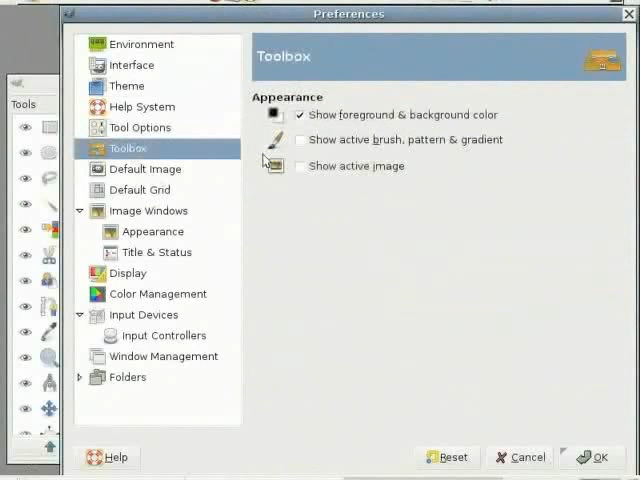 Preferences
Tools
Environment
Interface
Theme
Help System
Tool Options
Toolbox
Default Image
Default Grid
Image Windows
Appearance
Title & Status
Display
Color Management
Input Devices
Input Controllers
Window Management
Folders
Toolbox
Appearance
Show foreground & background color
Show active brush, pattern & gradient
Show active image
Help
Reset
Cancel
OK